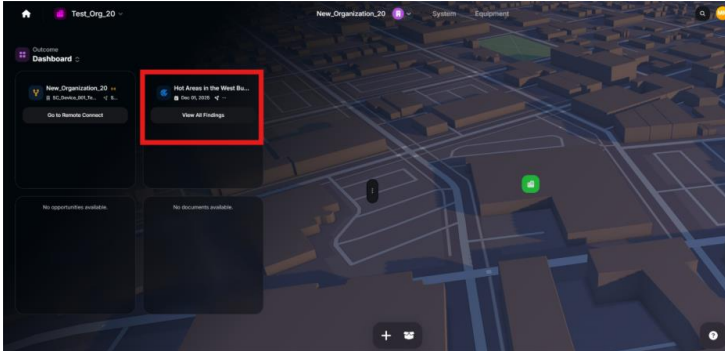 Test_Org_20
New_Organization_20
System
Equipment
Outcome
Dashboard
New_Organization_20
Go to Remote Connect
Hot Areas in the West Bu...
Dec 01, 2025
View All Findings
No opportunities available.
No documents available.